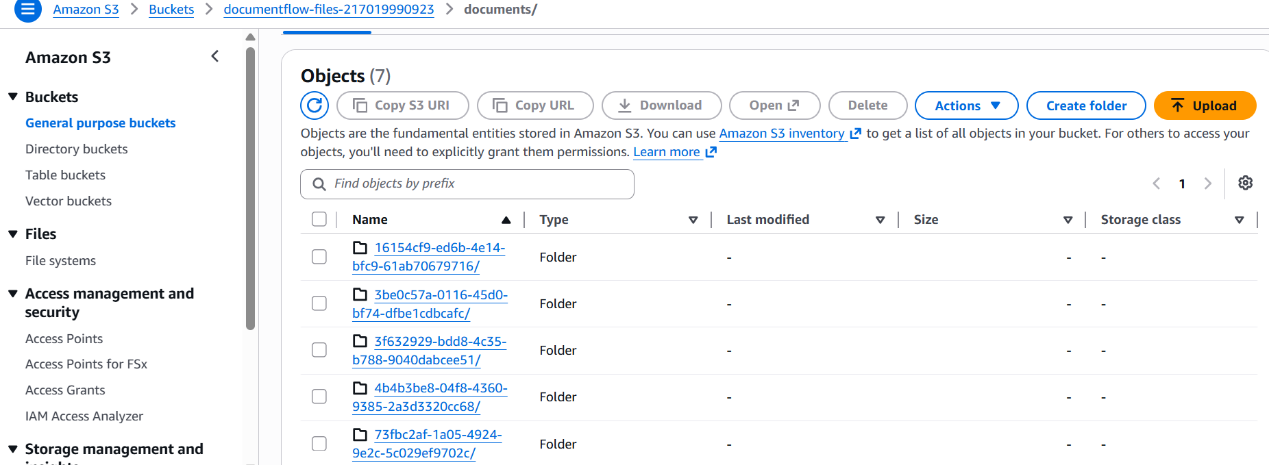 Amazon S3 > Buckets > documentflow-files-217019990923 > documents/
Amazon S3
Buckets
General purpose buckets
Directory buckets
Table buckets
Vector buckets
Files
File systems
Access management and
security
Access Points
Access Points for FSx
Access Grants
IAM Access Analyzer
Storage management and
insights
Objects (7)
Copy S3 URI
Copy URL
Download
Open
Delete
Actions
Create folder
Upload
Objects are the fundamental entities stored in Amazon S3. You can use Amazon S3 inventory to get a list of all objects in your bucket. For others to access your
objects, you'll need to explicitly grant them permissions. Learn more
Find objects by prefix
1
Name Type Last modified Size Storage class
16154cf9-ed6b-4e14-
bfc9-61ab70679716/
Folder - - -
3be0c57a-0116-45d0-
bf74-dfbe1cdbcafc/
Folder - - -
3f632929-bdd8-4c35-
b788-9040dabcee51/
Folder - - -
4b4b3be8-04f8-4360-
9385-2a3d3320cc68/
Folder - - -
73fbc2af-1a05-4924-
9e2c-5c029ef9702c/
Folder - - -